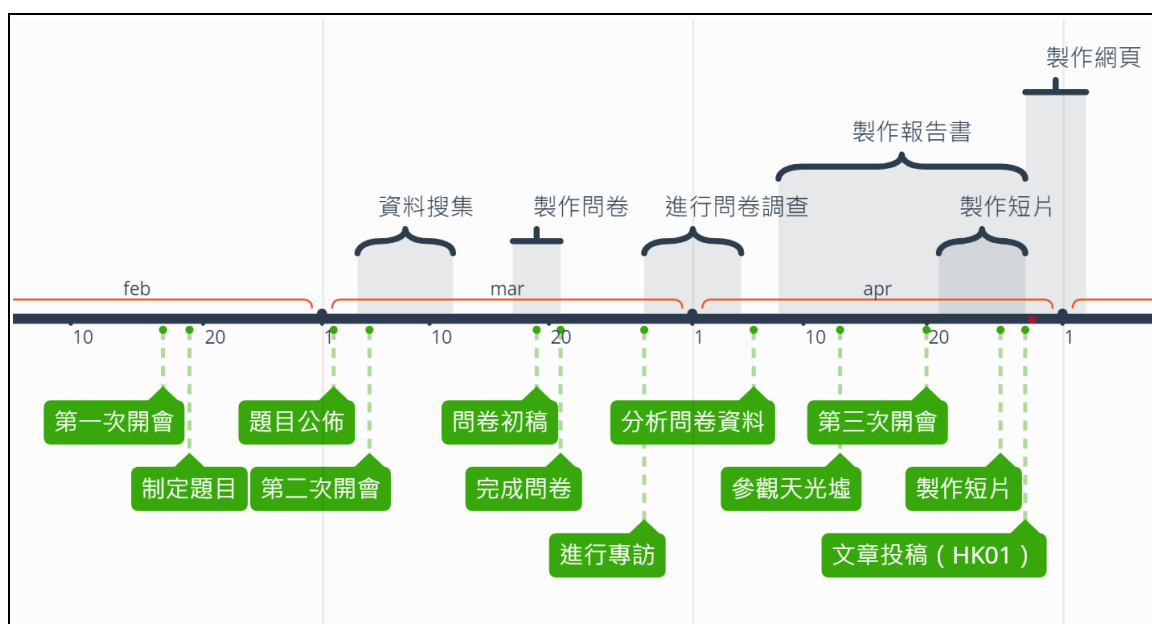 製作網頁
製作報告書
資料搜集 製作問卷 進行問卷調查 製作短片
feb mar apr
10 20 1 10 20 1 10 20 1
第一次開會 題目公佈 問卷初稿 分析問卷資料 第三次開會
制定題目 第二次開會 完成問卷 參觀天光墟 製作短片
進行專訪 文章投稿（HK01）